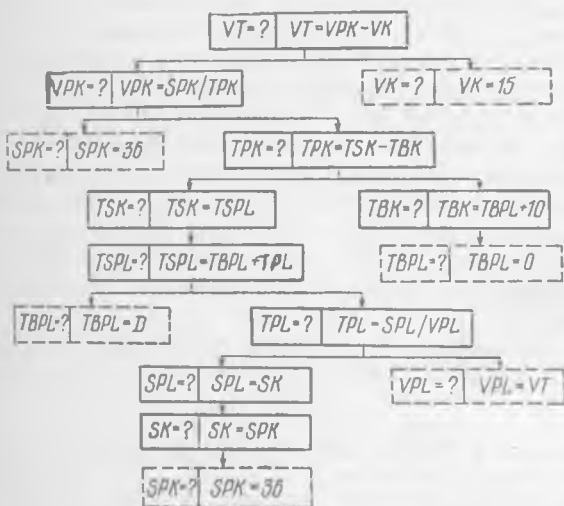 VT=? VT=VPK-VK
VPK=? VPK=SPK/TPK VK=? VK=15
SPK=? SPK=36 TPK=? TPK=TSK-TBK
TSK=? TSK=TSPL TBK=? TBK=TBPL+10
TSPL=? TSPL=TBPL+TPL TBPL=? TBPL=0
TBPL=? TBPL=D TPL=? TPL=SPL/VPL
SPL=? SPL=SK VPL=? VPL=VT
SK=? SK=SPK
SPK=? SPK=36